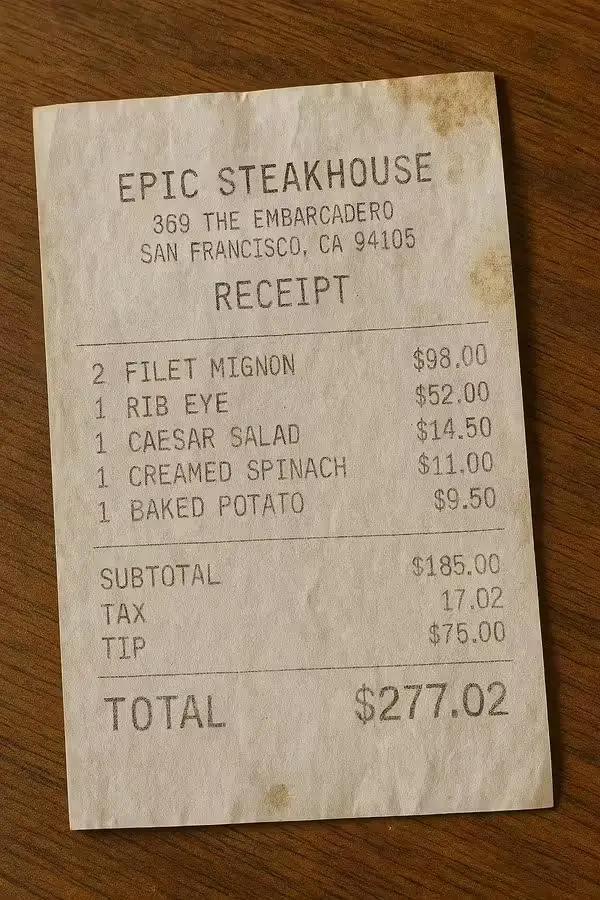 EPIC STEAKHOUSE
369 THE EMBARCADERO
SAN FRANCISCO, CA 94105
RECEIPT
2 FILET MIGNON $98.00
1 RIB EYE $52.00
1 CAESAR SALAD $14.50
1 CREAMED SPINACH $11.00
1 BAKED POTATO $9.50
SUBTOTAL $185.00
TAX 17.02
TIP $75.00
TOTAL $277.02